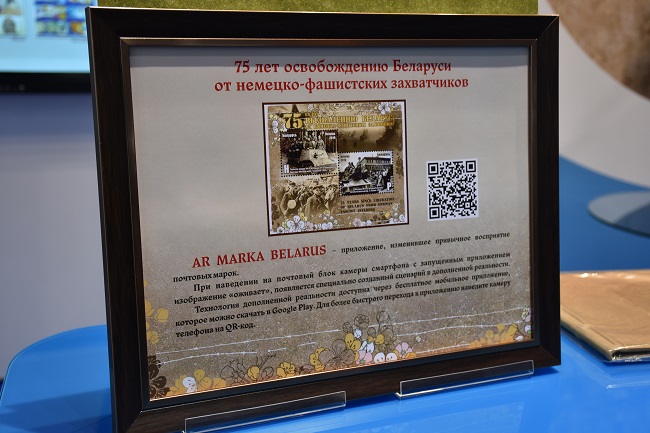 75 лет освобождению Беларуси
от немецко-фашистских захватчиков
75
AR MARKA BELARUS – приложение, изменившее привычное восприятие
почтовых марок.
При наведении на почтовый блок камеры смартфона с запущенным приложением
изображение «оживает», появляется специально созданный сценарий в дополненной реальности.
Технология дополненной реальности доступна через бесплатное мобильное приложение,
которое можно скачать в Google Play. Для более быстрого перехода к приложению наведите камеру
телефона на QR-код.